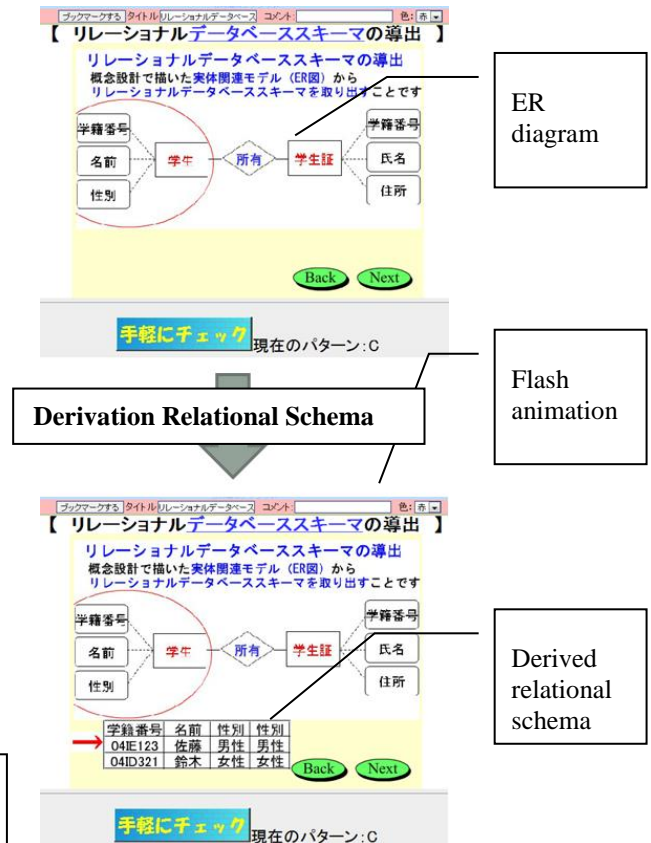 ブックマークする タイトル リレーショナルデータベース コメント: 色: 赤
【 リレーショナルデータベーススキーマの導出 】
リレーショナルデータベーススキーマの導出
概念設計で描いた実体関連モデル（ER図）から
リレーショナルデータベーススキーマを取り出すことです
学籍番号
名前
性別
学生
所有
学生証
学籍番号
氏名
住所
Back Next
手軽にチェック 現在のパターン:C
ER
diagram
Derivation Relational Schema
Flash
animation
ブックマークする タイトル リレーショナルデータベース コメント: 色: 赤
【 リレーショナルデータベーススキーマの導出 】
リレーショナルデータベーススキーマの導出
概念設計で描いた実体関連モデル（ER図）から
リレーショナルデータベーススキーマを取り出すことです
学籍番号
名前
性別
学生
所有
学生証
学籍番号
氏名
住所
学籍番号 名前 性別 性別
04IE123 佐藤 男性 男性
04ID321 鈴木 女性 女性
Back Next
手軽にチェック 現在のパターン:C
Derived
relational
schema